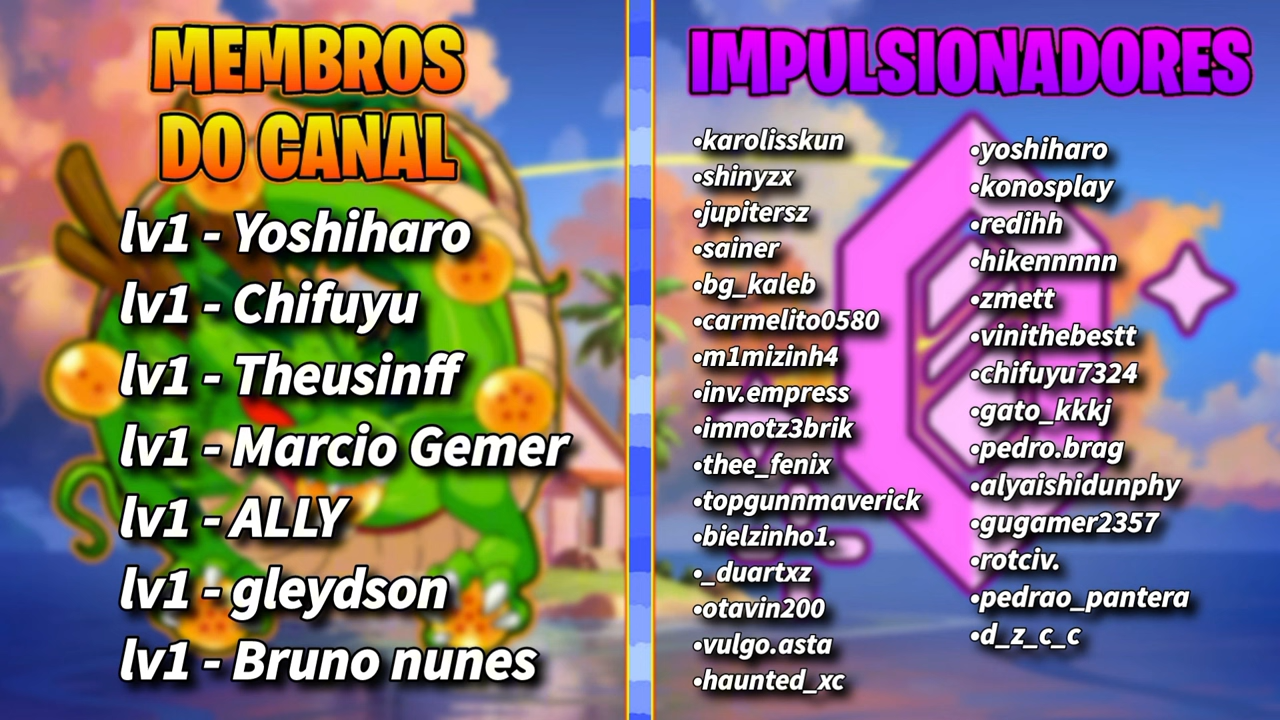 MEMBROS
DO CANAL
lv1 - Yoshiharo
lv1 - Chifuyu
lv1 - Theusinff
lv1 - Marcio Gemer
lv1 - ALLY
lv1 - gleydson
lv1 - Bruno nunes
IMPULSIONADORES
•karolisskun
•shinyzx
•jupitersz
•sainer
•bg_kaleb
•carmelito0580
•m1mizinh4
•inv.empress
•imnotz3brik
•thee_fenix
•topgunnmaverick
•bielzinho1.
•_duartxz
•otavin200
•vulgo.asta
•haunted_xc
•yoshiharo
•konosplay
•redihh
•hikennnnn
•zmett
•vinithebestt
•chifuyu7324
•gato_kkkj
•pedro.brag
•alyaishidunphy
•gugamer2357
•rotciv.
•pedrao_pantera
•d_z_c_c